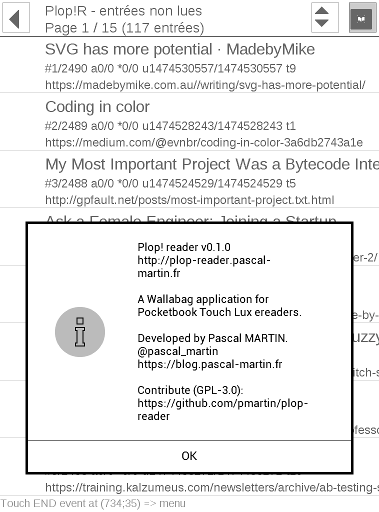 Plop!R - entrées non lues
Page 1 / 15 (117 entrées)
SVG has more potential · MadebyMike
#1/2490 a0/0 *0/0 u1474530557/1474530557 t9
https://madebymike.com.au//writing/svg-has-more-potential/
Coding in color
#2/2489 a0/0 *0/0 u1474528243/1474528243 t1
https://medium.com/@evnbr/coding-in-color-3a6db2743a1e
My Most Important Project Was a Bytecode Inte
#3/2488 a0/0 *0/0 u1474524529/1474524529 t5
http://gpfault.net/posts/most-important-project.txt.html
Ask a Female Engineer: Joining a Startup
er-2/
e-by-
uzzy
itch-s
ofesso
Plop! reader v0.1.0
http://plop-reader.pascal-
martin.fr
A Wallabag application for
Pocketbook Touch Lux ereaders.
Developed by Pascal MARTIN.
@pascal_martin
https://blog.pascal-martin.fr
Contribute (GPL-3.0):
https://github.com/pmartin/plop-
reader
OK
https://training.kalzumeus.com/newsletters/archive/ab-testing-s
Touch END event at (734;35) => menu